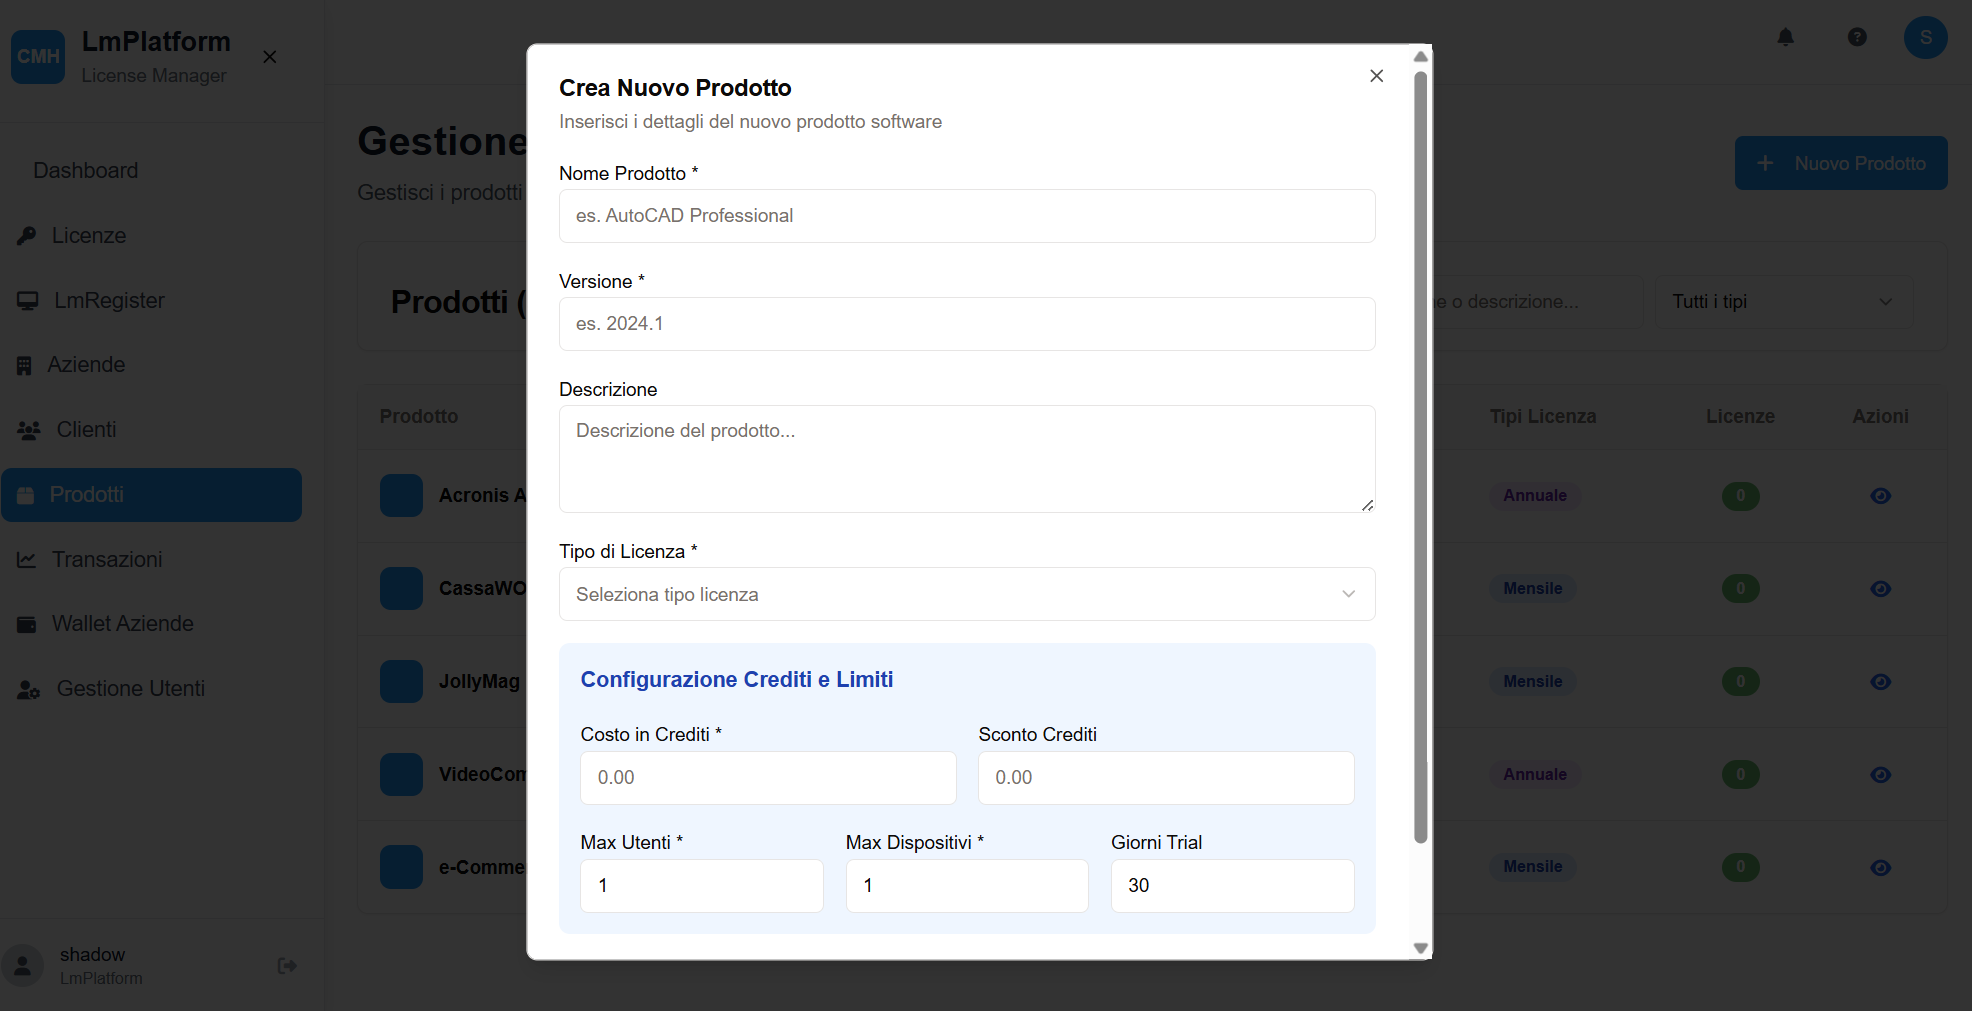 CMH
LmPlatform
License Manager
Dashboard
Licenze
LmRegister
Aziende
Clienti
Prodotti
Transazioni
Wallet Aziende
Gestione Utenti
shadow
LmPlatform
S
Gestione
Gestisci i prodotti
Nuovo Prodotto
Prodotti (
e o descrizione...
Tutti i tipi
Prodotto
Tipi Licenza
Licenze
Azioni
Acronis A
Annuale
0
CassaWO
Mensile
0
JollyMag
Mensile
0
VideoCom
Annuale
0
e-Comme
Mensile
0
Crea Nuovo Prodotto
Inserisci i dettagli del nuovo prodotto software
Nome Prodotto *
es. AutoCAD Professional
Versione *
es. 2024.1
Descrizione
Descrizione del prodotto...
Tipo di Licenza *
Seleziona tipo licenza
Configurazione Crediti e Limiti
Costo in Crediti *
Sconto Crediti
0.00
0.00
Max Utenti *
Max Dispositivi *
Giorni Trial
1
1
30